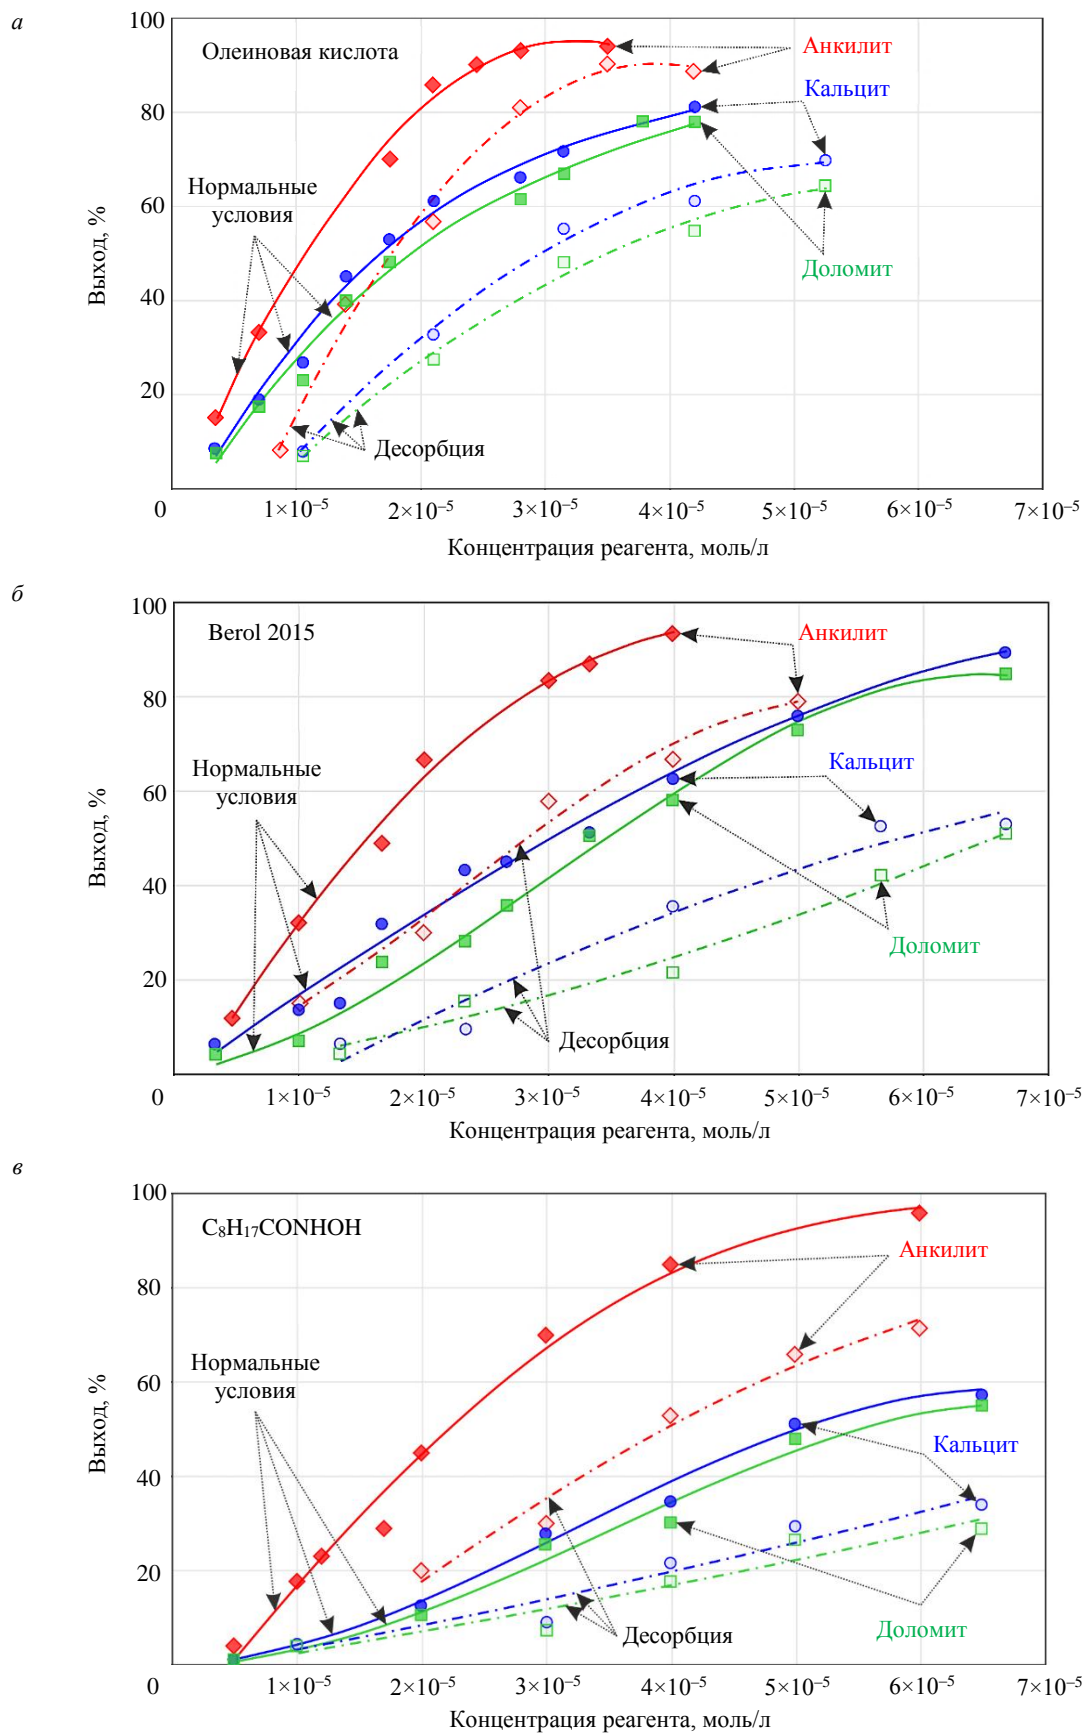 а
100
Олеиновая кислота
Анкилит
80
Кальцит
Нормальные
условия
60
Выход, %
Доломит
40
20
Десорбция
0
1×10⁻⁵
2×10⁻⁵
3×10⁻⁵
4×10⁻⁵
5×10⁻⁵
6×10⁻⁵
7×10⁻⁵
Концентрация реагента, моль/л
б
100
Berol 2015
Анкилит
80
Нормальные
условия
Кальцит
60
Выход, %
40
Доломит
20
Десорбция
0
1×10⁻⁵
2×10⁻⁵
3×10⁻⁵
4×10⁻⁵
5×10⁻⁵
6×10⁻⁵
7×10⁻⁵
Концентрация реагента, моль/л
в
100
C₈H₁₇CONHOH
Анкилит
80
Нормальные
условия
60
Выход, %
Кальцит
40
20
Десорбция
Доломит
0
1×10⁻⁵
2×10⁻⁵
3×10⁻⁵
4×10⁻⁵
5×10⁻⁵
6×10⁻⁵
7×10⁻⁵
Концентрация реагента, моль/л